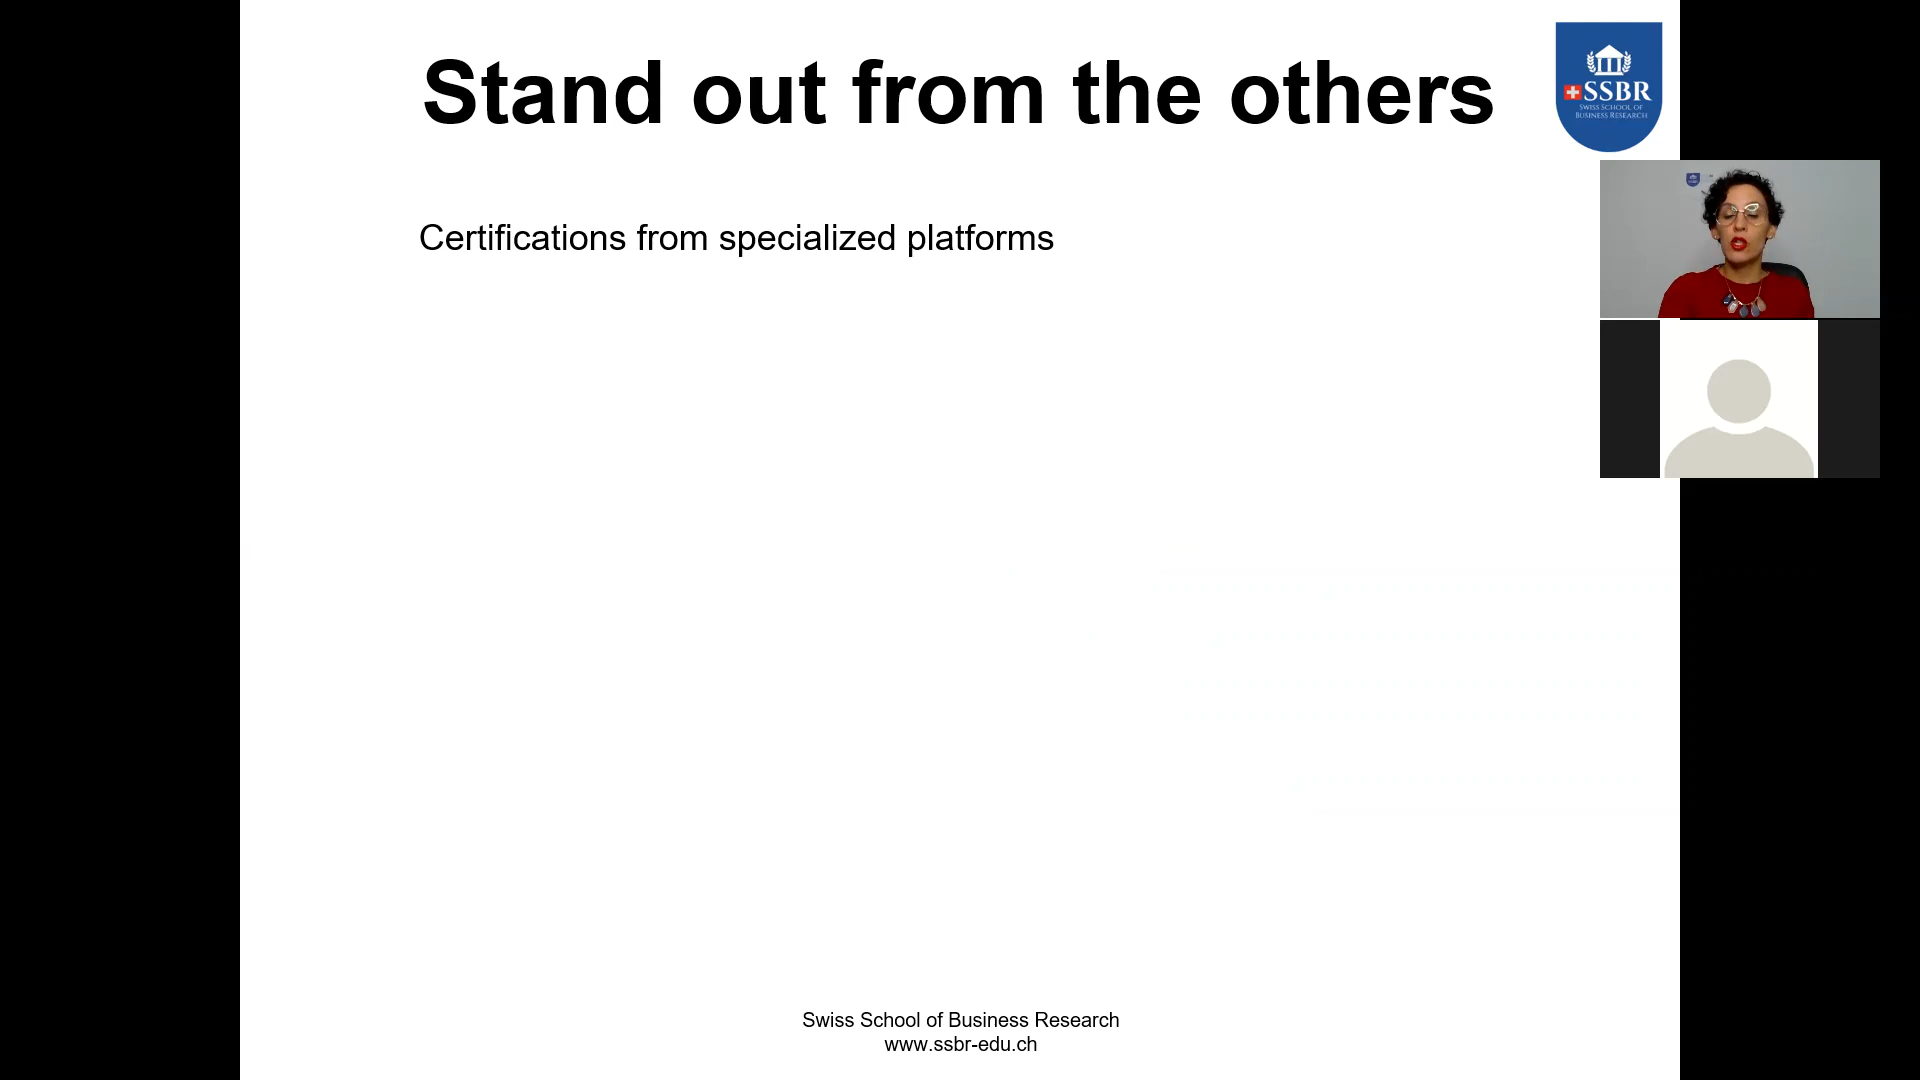 Stand out from the others
SSBR
SWISS SCHOOL OF
BUSINESS RESEARCH
Certifications from specialized platforms
Swiss School of Business Research
www.ssbr-edu.ch